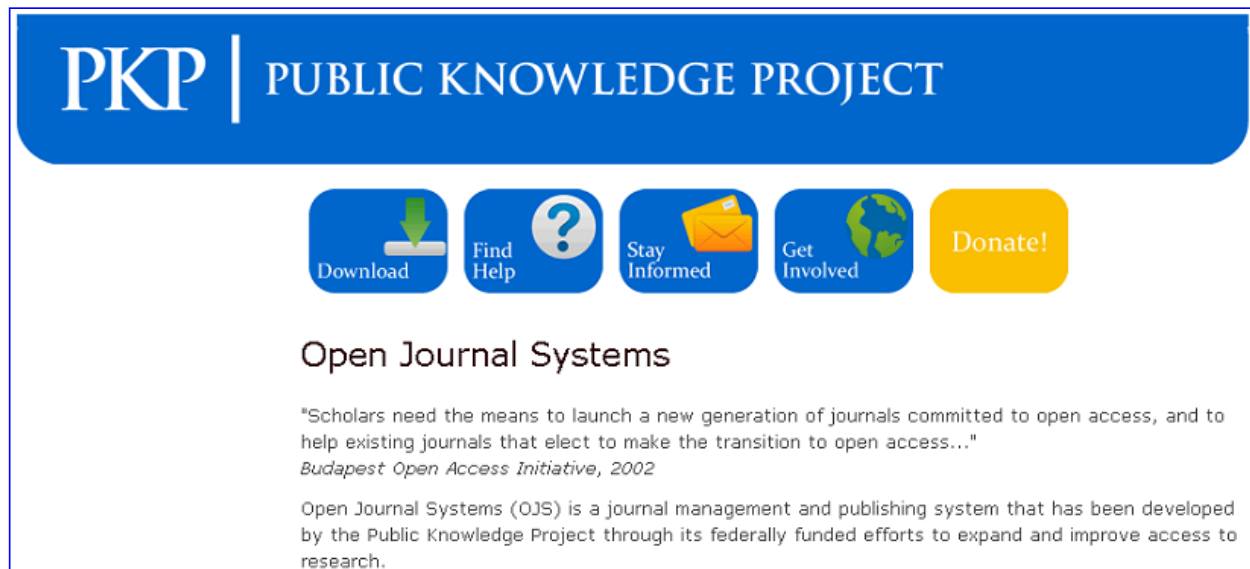 PKP | PUBLIC KNOWLEDGE PROJECT
Download
Find
Help
Stay
Informed
Get
Involved
Donate!
Open Journal Systems
"Scholars need the means to launch a new generation of journals committed to open access, and to
help existing journals that elect to make the transition to open access..."
Budapest Open Access Initiative, 2002
Open Journal Systems (OJS) is a journal management and publishing system that has been developed
by the Public Knowledge Project through its federally funded efforts to expand and improve access to
research.